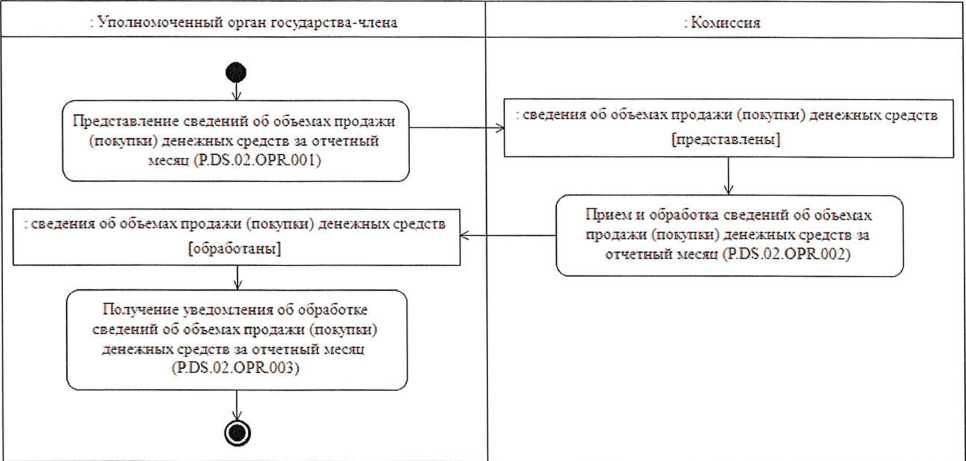 : Уполномоченный орган государства-члена
: Комиссия
Представление сведений об объемах продажи
(покупки) денежных средств за отчетный
месяц (P.DS.02.OPR.001)
: сведения об объемах продажи (покупки) денежных средств
[представлены]
Прием и обработка сведений об объемах
продажи (покупки) денежных средств за
отчетный месяц (P.DS.02.OPR.002)
: сведения об объемах продажи (покупки) денежных средств
[обработаны]
Получение уведомления об обработке
сведений об объемах продажи (покупки)
денежных средств за отчетный месяц
(P.DS.02.OPR.003)